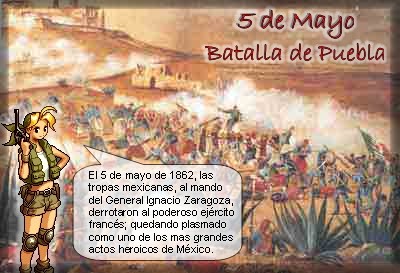 5 de Mayo
Batalla de Puebla
El 5 de mayo de 1862, las
tropas mexicanas, al mando
del General Ignacio Zaragoza,
derrotaron al poderoso ejército
francés; quedando plasmado
como uno de los mas grandes
actos heroicos de México.